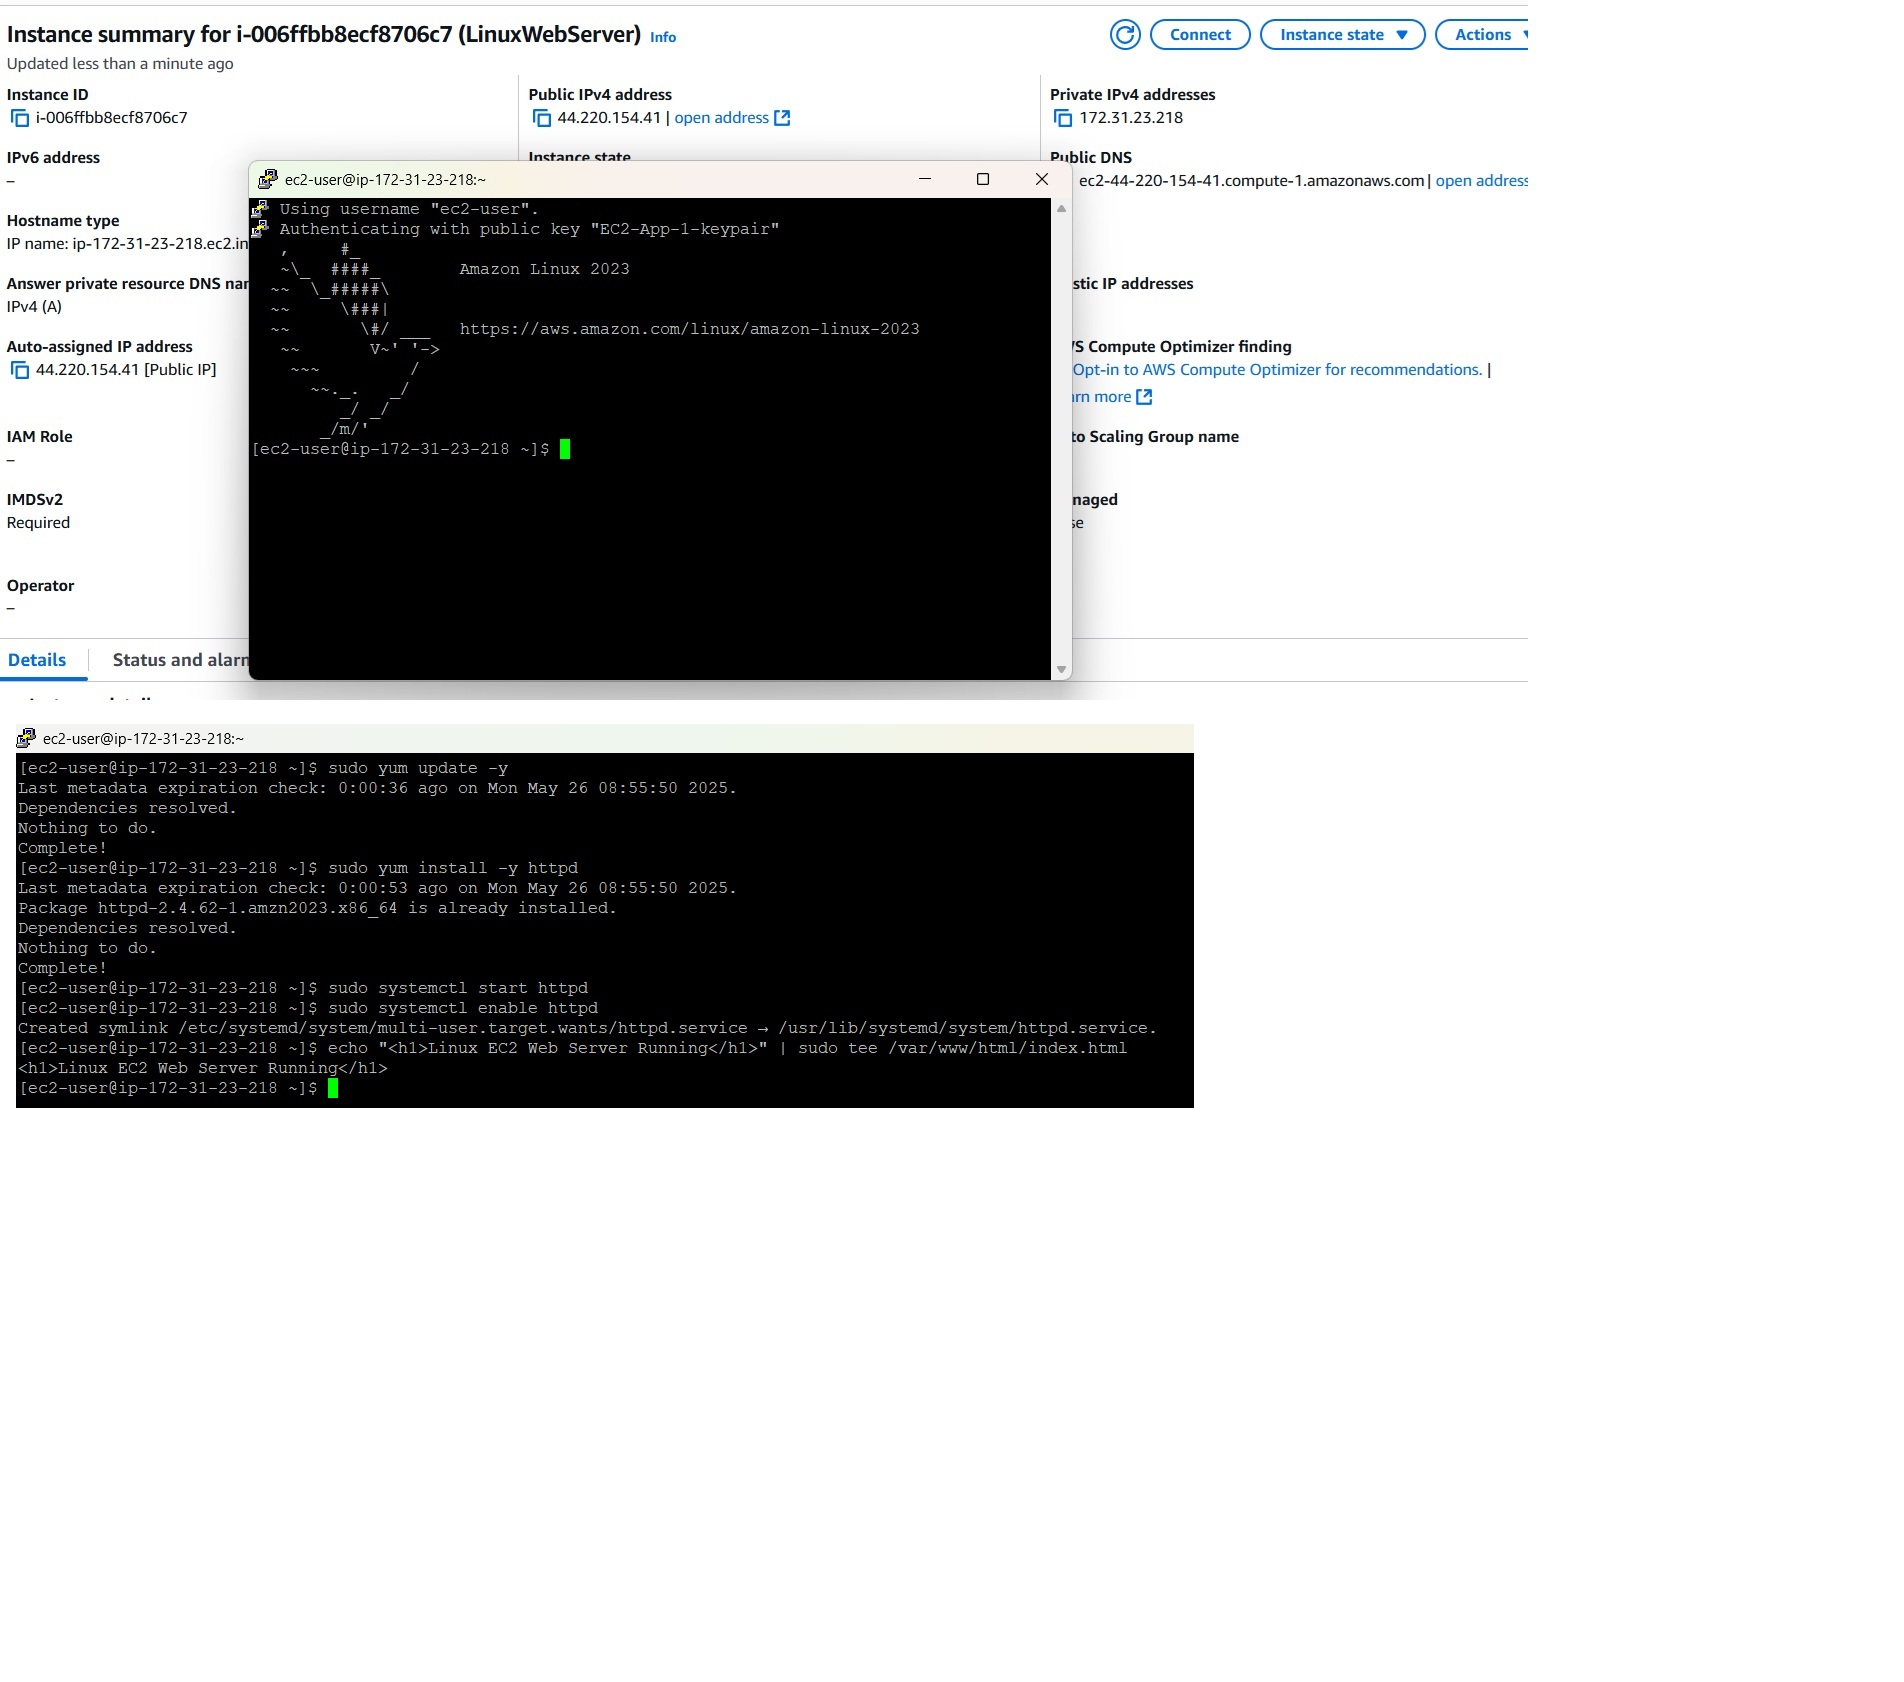 Instance summary for i-006ffbb8ecf8706c7 (LinuxWebServer) Info
Connect
Instance state
Actions
Updated less than a minute ago
Instance ID
i-006ffbb8ecf8706c7
Public IPv4 address
44.220.154.41 | open address
Private IPv4 addresses
172.31.23.218
IPv6 address
–
Instance state
Public DNS
ec2-44-220-154-41.compute-1.amazonaws.com | open address
Hostname type
IP name: ip-172-31-23-218.ec2.in
Answer private resource DNS nar
IPv4 (A)
stic IP addresses
Auto-assigned IP address
44.220.154.41 [Public IP]
/S Compute Optimizer finding
Opt-in to AWS Compute Optimizer for recommendations. |
rn more
IAM Role
–
to Scaling Group name
IMDSv2
Required
naged
se
Operator
–
Details
Status and alarn
ec2-user@ip-172-31-23-218:~
Using username "ec2-user".
Authenticating with public key "EC2-App-1-keypair"
   ,     #_
   ~\_  ####_        Amazon Linux 2023
  ~~  \_#####\
  ~~     \###|
  ~~       \#/ ___   https://aws.amazon.com/linux/amazon-linux-2023
   ~~       V~' '->
    ~~~         /
      ~~._.   _/
         _/ _/
       _/m/'
[ec2-user@ip-172-31-23-218 ~]$
ec2-user@ip-172-31-23-218:~
[ec2-user@ip-172-31-23-218 ~]$ sudo yum update -y
Last metadata expiration check: 0:00:36 ago on Mon May 26 08:55:50 2025.
Dependencies resolved.
Nothing to do.
Complete!
[ec2-user@ip-172-31-23-218 ~]$ sudo yum install -y httpd
Last metadata expiration check: 0:00:53 ago on Mon May 26 08:55:50 2025.
Package httpd-2.4.62-1.amzn2023.x86_64 is already installed.
Dependencies resolved.
Nothing to do.
Complete!
[ec2-user@ip-172-31-23-218 ~]$ sudo systemctl start httpd
[ec2-user@ip-172-31-23-218 ~]$ sudo systemctl enable httpd
Created symlink /etc/systemd/system/multi-user.target.wants/httpd.service → /usr/lib/systemd/system/httpd.service.
[ec2-user@ip-172-31-23-218 ~]$ echo "<h1>Linux EC2 Web Server Running</h1>" | sudo tee /var/www/html/index.html
<h1>Linux EC2 Web Server Running</h1>
[ec2-user@ip-172-31-23-218 ~]$